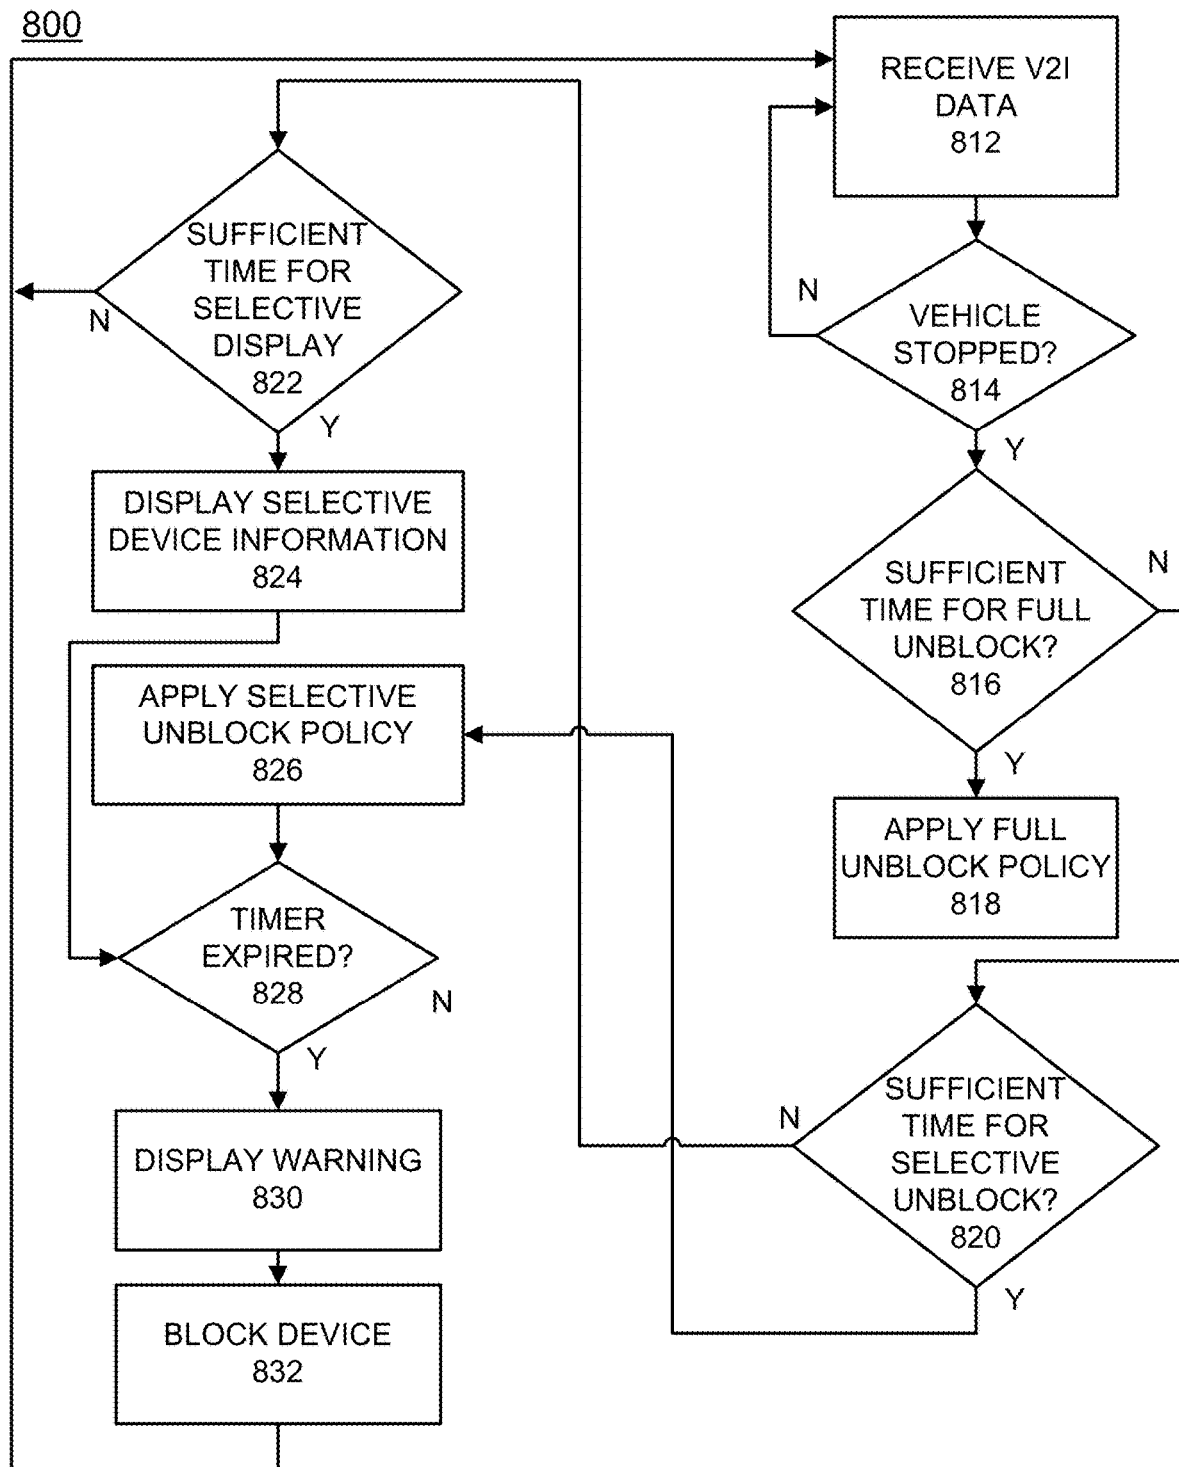 800
RECEIVE V2I
DATA
812
N
VEHICLE
STOPPED?
814
Y
SUFFICIENT
TIME FOR FULL
UNBLOCK?
816
N
Y
APPLY FULL
UNBLOCK POLICY
818
SUFFICIENT
TIME FOR
SELECTIVE
UNBLOCK?
820
N
Y
SUFFICIENT
TIME FOR
SELECTIVE
DISPLAY
822
N
Y
DISPLAY SELECTIVE
DEVICE INFORMATION
824
APPLY SELECTIVE
UNBLOCK POLICY
826
TIMER
EXPIRED?
828
N
Y
DISPLAY WARNING
830
BLOCK DEVICE
832